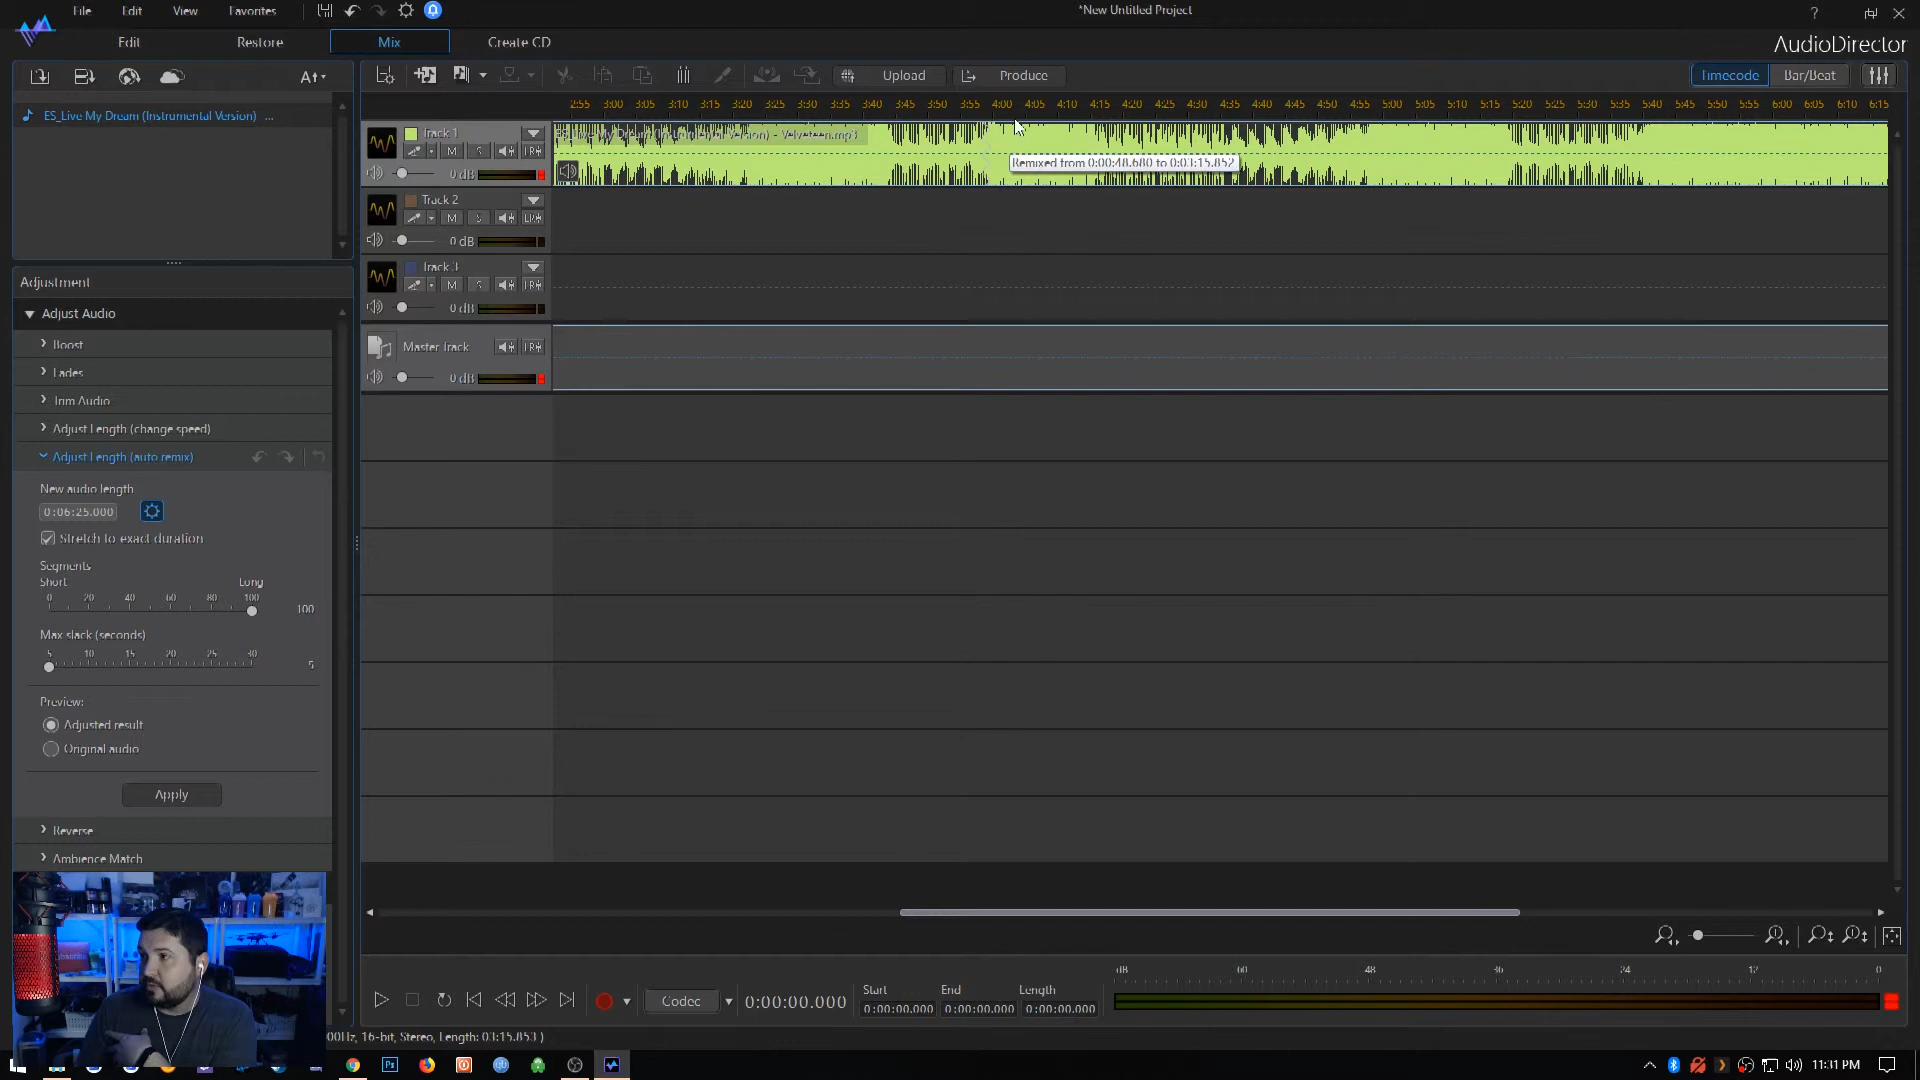 File Edit View Favorites
*New Untitled Project
Edit Restore Mix Create CD
AudioDirector
Upload Produce
Timecode Bar/Beat
ES_Live My Dream (Instrumental Version) ...
2:55 3:00 3:05 3:10 3:15 3:20 3:25 3:30 3:35 3:40 3:45 3:50 3:55 4:00 4:05 4:10 4:15 4:20 4:25 4:30 4:35 4:40 4:45 4:50 4:55 5:00 5:05 5:10 5:15 5:20 5:25 5:30 5:35 5:40 5:45 5:50 5:55 6:00 6:05 6:10 6:15
Track 1
ES_Live My Dream (Instrumental Version) - Velveteen.mp3
M S
0 dB
Remixed from 0:00:48.680 to 0:03:15.852
Track 2
M S
0 dB
Track 3
M S
0 dB
Master Track
0 dB
Adjustment
Adjust Audio
Boost
Fades
Trim Audio
Adjust Length (change speed)
Adjust Length (auto remix)
New audio length
0:06:25.000
Stretch to exact duration
Segments
Short Long
0 20 40 60 80 100
100
Max slack (seconds)
5 10 15 20 25 30
5
Preview:
Adjusted result
Original audio
Apply
Reverse
Ambience Match
subscribe
Codec
0:00:00.000
Start End Length
0:00:00.000 0:00:00.000 0:00:00.000
dB 60 48 36 24 12 0
00Hz, 16-bit, Stereo, Length: 03:15.853 )
11:31 PM